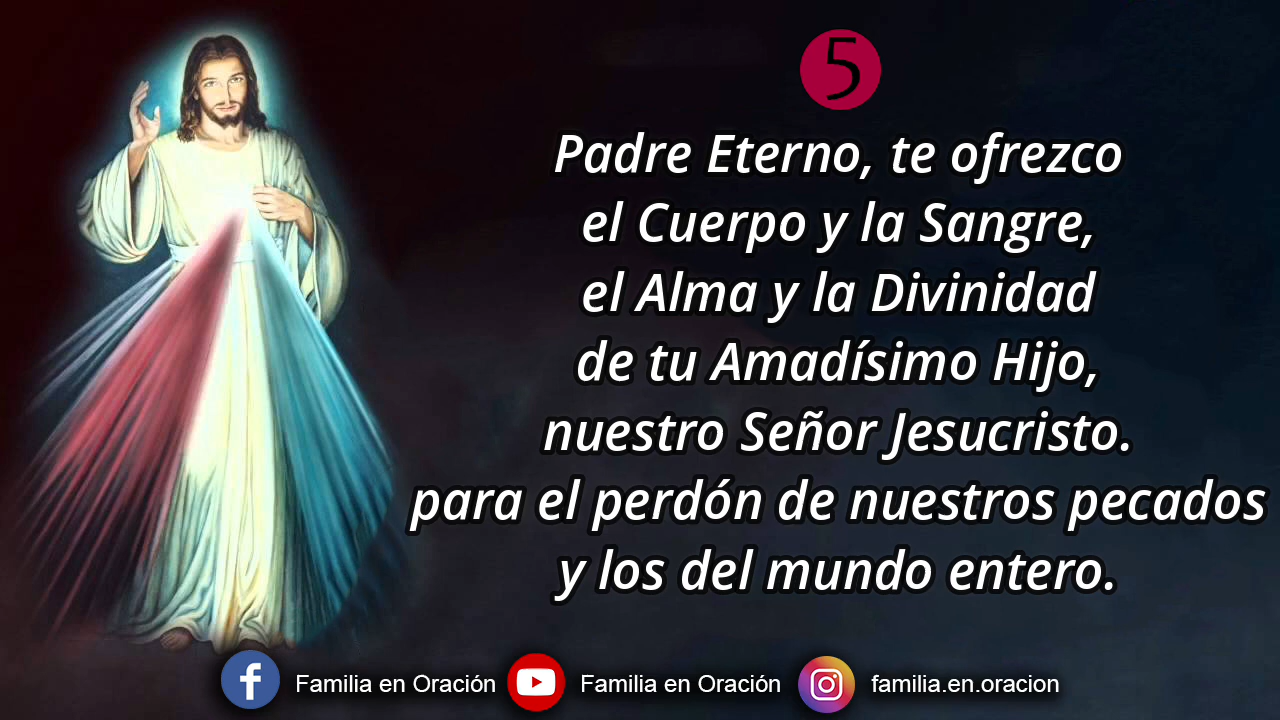 5
Padre Eterno, te ofrezco
el Cuerpo y la Sangre,
el Alma y la Divinidad
de tu Amadísimo Hijo,
nuestro Señor Jesucristo.
para el perdón de nuestros pecados
y los del mundo entero.
Familia en Oración Familia en Oración familia.en.oracion